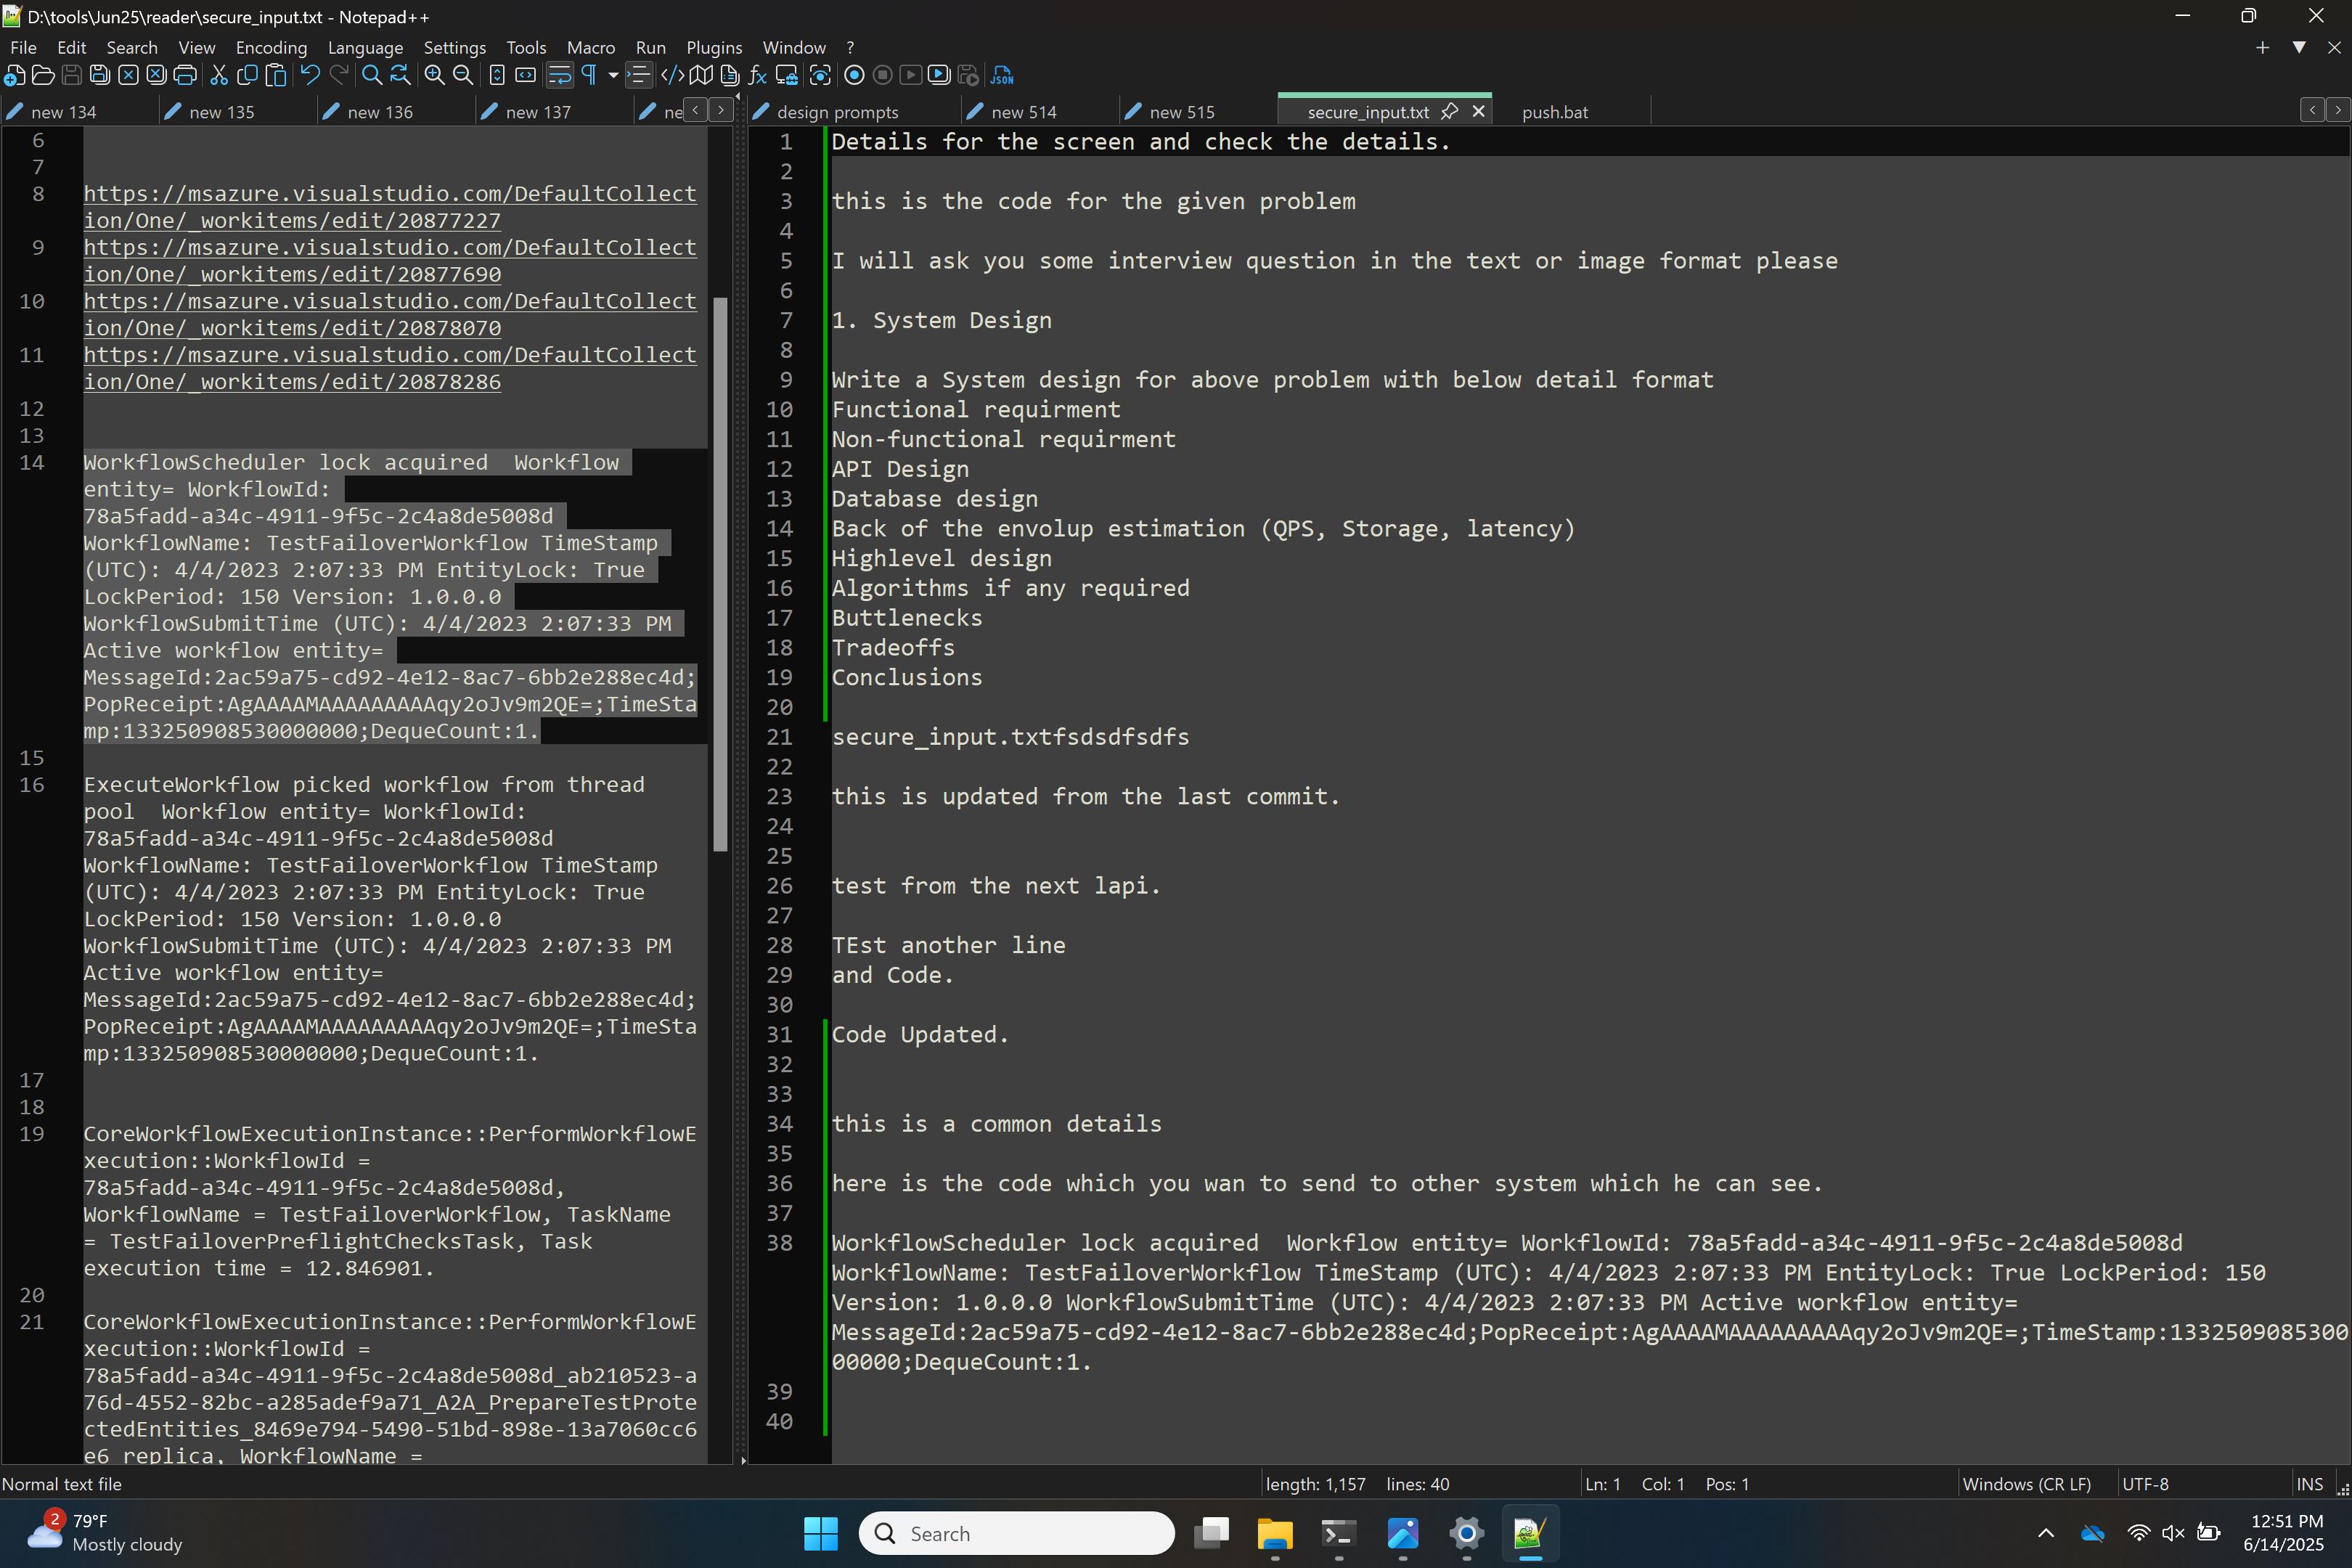 D:\tools\Jun25\reader\secure_input.txt - Notepad++
File Edit Search View Encoding Language Settings Tools Macro Run Plugins Window ?
new 134 new 135 new 136 new 137 ne
design prompts new 514 new 515 secure_input.txt push.bat
6
7
8 https://msazure.visualstudio.com/DefaultCollect
ion/One/_workitems/edit/20877227
9 https://msazure.visualstudio.com/DefaultCollect
ion/One/_workitems/edit/20877690
10 https://msazure.visualstudio.com/DefaultCollect
ion/One/_workitems/edit/20878070
11 https://msazure.visualstudio.com/DefaultCollect
ion/One/_workitems/edit/20878286
12
13
14 WorkflowScheduler lock acquired  Workflow
entity= WorkflowId:
78a5fadd-a34c-4911-9f5c-2c4a8de5008d
WorkflowName: TestFailoverWorkflow TimeStamp
(UTC): 4/4/2023 2:07:33 PM EntityLock: True
LockPeriod: 150 Version: 1.0.0.0
WorkflowSubmitTime (UTC): 4/4/2023 2:07:33 PM
Active workflow entity=
MessageId:2ac59a75-cd92-4e12-8ac7-6bb2e288ec4d;
PopReceipt:AgAAAAMAAAAAAAAAqy2oJv9m2QE=;TimeSta
mp:133250908530000000;DequeCount:1.
15
16 ExecuteWorkflow picked workflow from thread
pool  Workflow entity= WorkflowId:
78a5fadd-a34c-4911-9f5c-2c4a8de5008d
WorkflowName: TestFailoverWorkflow TimeStamp
(UTC): 4/4/2023 2:07:33 PM EntityLock: True
LockPeriod: 150 Version: 1.0.0.0
WorkflowSubmitTime (UTC): 4/4/2023 2:07:33 PM
Active workflow entity=
MessageId:2ac59a75-cd92-4e12-8ac7-6bb2e288ec4d;
PopReceipt:AgAAAAMAAAAAAAAAqy2oJv9m2QE=;TimeSta
mp:133250908530000000;DequeCount:1.
17
18
19 CoreWorkflowExecutionInstance::PerformWorkflowE
xecution::WorkflowId =
78a5fadd-a34c-4911-9f5c-2c4a8de5008d,
WorkflowName = TestFailoverWorkflow, TaskName
= TestFailoverPreflightChecksTask, Task
execution time = 12.846901.
20
21 CoreWorkflowExecutionInstance::PerformWorkflowE
xecution::WorkflowId =
78a5fadd-a34c-4911-9f5c-2c4a8de5008d_ab210523-a
76d-4552-82bc-a285adef9a71_A2A_PrepareTestProte
ctedEntities_8469e794-5490-51bd-898e-13a7060cc6
e6 replica, WorkflowName =
1 Details for the screen and check the details.
2
3 this is the code for the given problem
4
5 I will ask you some interview question in the text or image format please
6
7 1. System Design
8
9 Write a System design for above problem with below detail format
10 Functional requirment
11 Non-functional requirment
12 API Design
13 Database design
14 Back of the envolup estimation (QPS, Storage, latency)
15 Highlevel design
16 Algorithms if any required
17 Buttlenecks
18 Tradeoffs
19 Conclusions
20
21 secure_input.txtfsdsdfsdfs
22
23 this is updated from the last commit.
24
25
26 test from the next lapi.
27
28 TEst another line
29 and Code.
30
31 Code Updated.
32
33
34 this is a common details
35
36 here is the code which you wan to send to other system which he can see.
37
38 WorkflowScheduler lock acquired  Workflow entity= WorkflowId: 78a5fadd-a34c-4911-9f5c-2c4a8de5008d
WorkflowName: TestFailoverWorkflow TimeStamp (UTC): 4/4/2023 2:07:33 PM EntityLock: True LockPeriod: 150
Version: 1.0.0.0 WorkflowSubmitTime (UTC): 4/4/2023 2:07:33 PM Active workflow entity=
MessageId:2ac59a75-cd92-4e12-8ac7-6bb2e288ec4d;PopReceipt:AgAAAAMAAAAAAAAAqy2oJv9m2QE=;TimeStamp:1332509085300
00000;DequeCount:1.
39
40
Normal text file length: 1,157 lines: 40 Ln: 1 Col: 1 Pos: 1 Windows (CR LF) UTF-8 INS
2
79°F
Mostly cloudy
Search
12:51 PM
6/14/2025